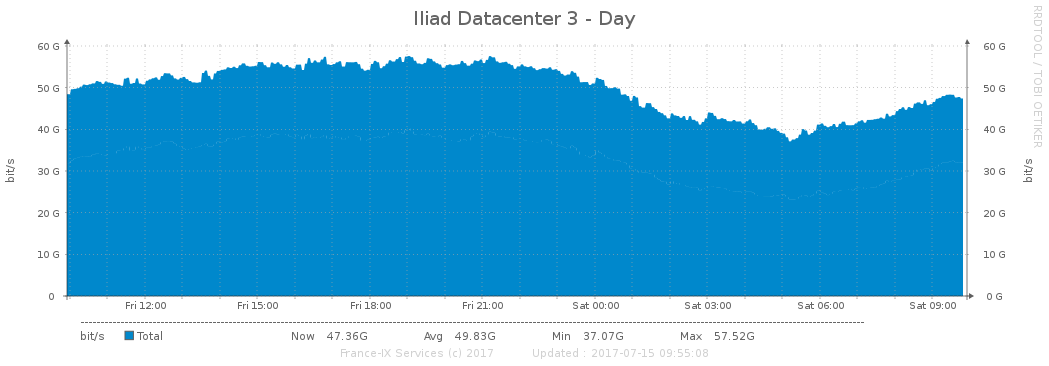 Iliad Datacenter 3 - Day
RRDTOOL / TOBI OETIKER
60 G 60 G
50 G 50 G
40 G 40 G
30 G 30 G
20 G 20 G
10 G 10 G
0 0 G
bit/s bit/s
Fri 12:00 Fri 15:00 Fri 18:00 Fri 21:00 Sat 00:00 Sat 03:00 Sat 06:00 Sat 09:00
bit/s Total Now 47.36G Avg 49.83G Min 37.07G Max 57.52G
France-IX Services (c) 2017 Updated : 2017-07-15 09:55:08